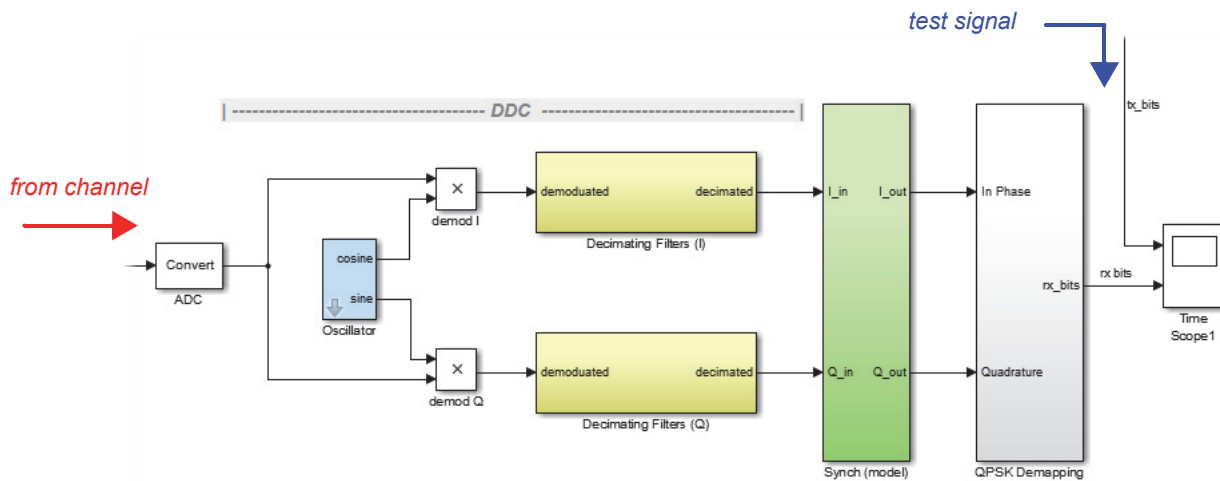 test signal
| ---------------------------------------- DDC ---------------------------------------- |
tx_bits
from channel
Convert
ADC
cosine
sine
Oscillator
×
demod I
demoduated
decimated
Decimating Filters (I)
×
demod Q
demoduated
decimated
Decimating Filters (Q)
I_in
I_out
Q_in
Q_out
Synch (model)
In Phase
rx_bits
Quadrature
QPSK Demapping
rx bits
Time
Scope1